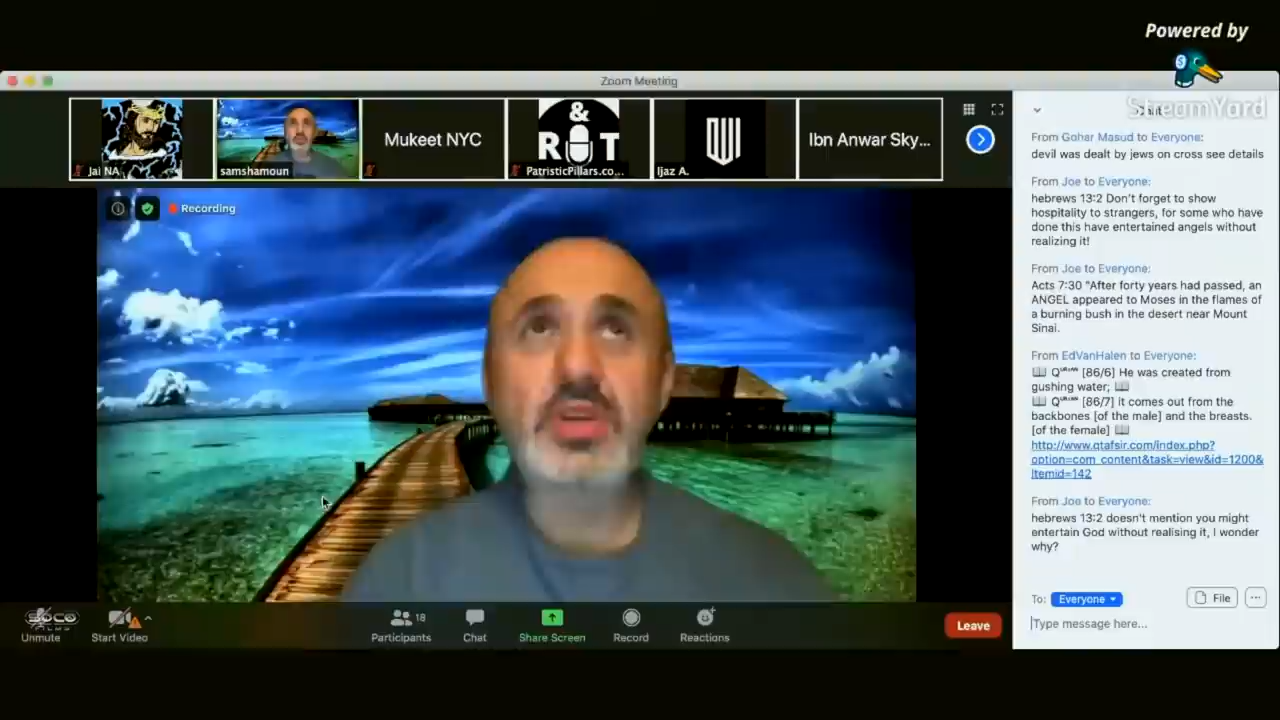 Powered by
StreamYard
Zoom Meeting
Jai NA
samshamoun
Mukeet NYC
& 
R T
PatristicPillars.co...
Ijaz A.
Ibn Anwar Sky...
Recording
From Gohar Masud to Everyone:
devil was dealt by jews on cross see details
From Joe to Everyone:
hebrews 13:2 Don't forget to show
hospitality to strangers, for some who have
done this have entertained angels without
realizing it!
From Joe to Everyone:
Acts 7:30 "After forty years had passed, an
ANGEL appeared to Moses in the flames of
a burning bush in the desert near Mount
Sinai.
From EdVanHalen to Everyone:
📖 Qᵁᴿ'ᴬᴺ [86/6] He was created from
gushing water; 📖
📖 Qᵁᴿ'ᴬᴺ [86/7] It comes out from the
backbones [of the male] and the breasts.
[of the female] 📖
http://www.qtafsir.com/index.php?
option=com_content&task=view&id=1200&
Itemid=142
From Joe to Everyone:
hebrews 13:2 doesn't mention you might
entertain God without realising it, I wonder
why?
To: Everyone
File
Type message here...
Unmute
Start Video
Participants
18
Chat
Share Screen
Record
Reactions
Leave